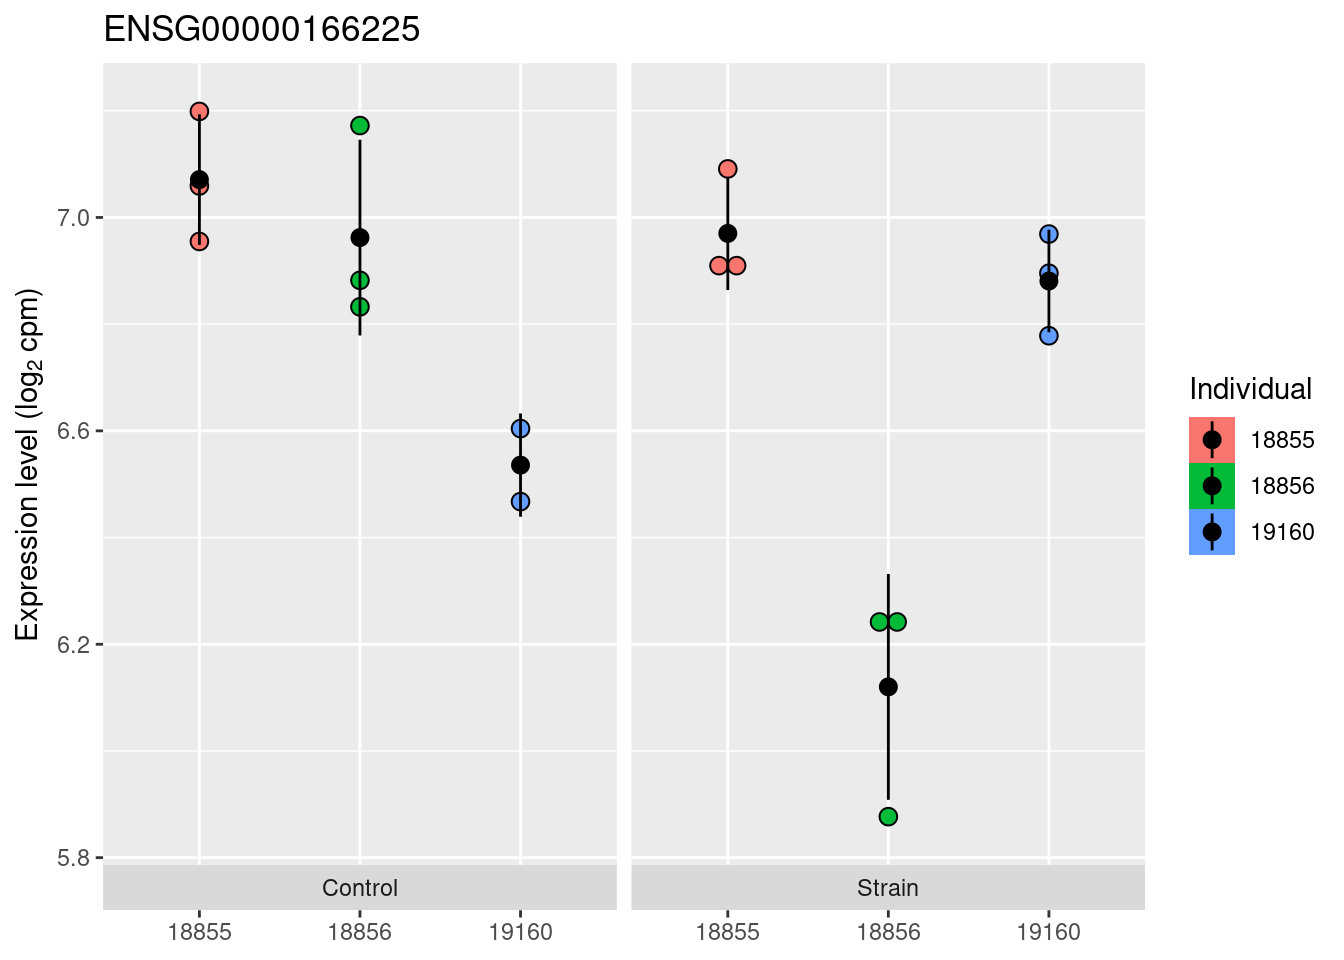 ENSG00000166225
Expression level (log₂ cpm)
7.0
6.6
6.2
5.8
Control
Strain
18855
18856
19160
18855
18856
19160
Individual
18855
18856
19160